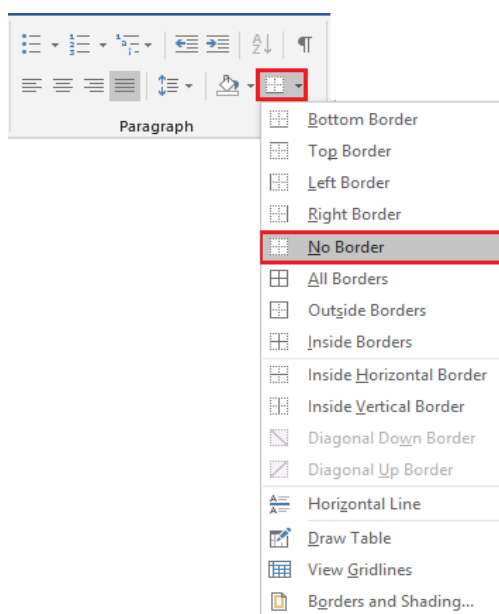 Paragraph
Bottom Border
Top Border
Left Border
Right Border
No Border
All Borders
Outside Borders
Inside Borders
Inside Horizontal Border
Inside Vertical Border
Diagonal Down Border
Diagonal Up Border
Horizontal Line
Draw Table
View Gridlines
Borders and Shading...